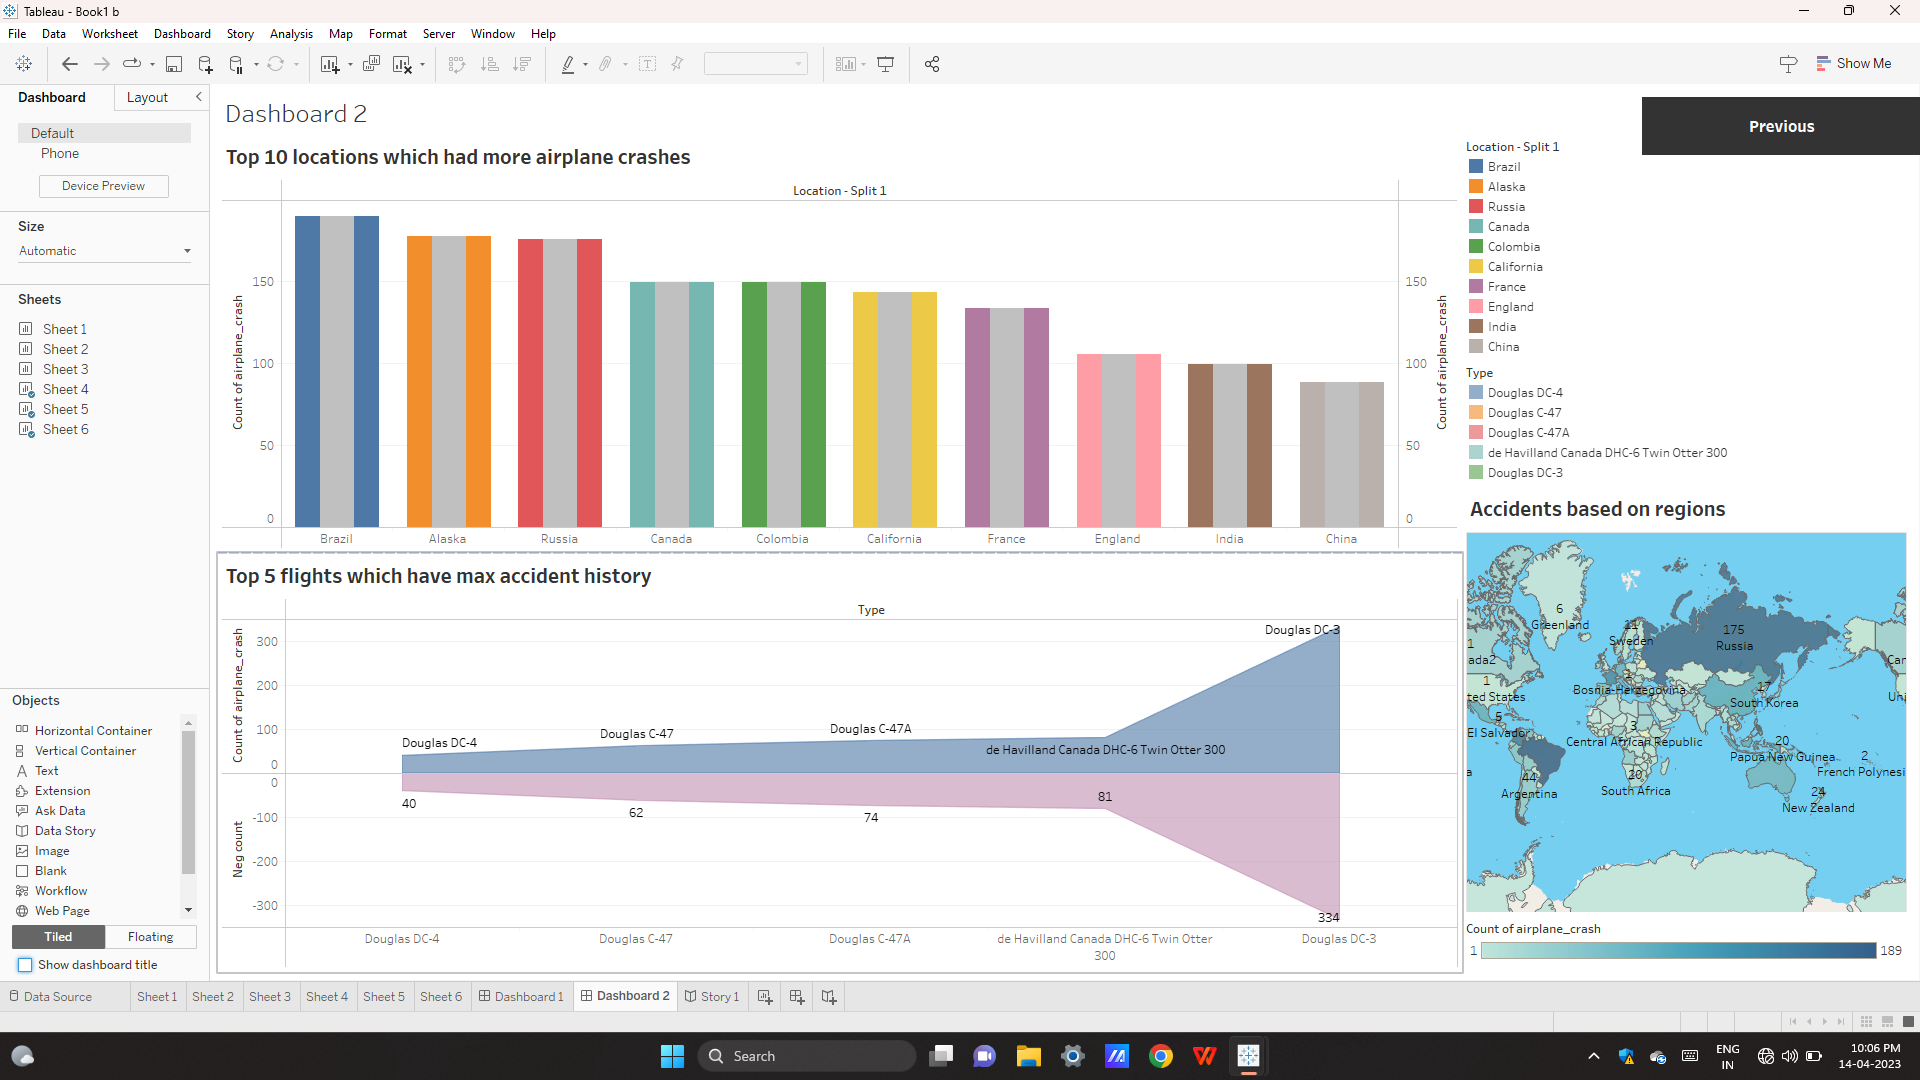 Tableau - Book1 b
File Data Worksheet Dashboard Story Analysis Map Format Server Window Help
Show Me
Dashboard Layout
Default
Phone
Device Preview
Size
Automatic
Sheets
Sheet 1
Sheet 2
Sheet 3
Sheet 4
Sheet 5
Sheet 6
Objects
Horizontal Container
Vertical Container
Text
Extension
Ask Data
Data Story
Image
Blank
Workflow
Web Page
Tiled Floating
Show dashboard title
Dashboard 2
Previous
Top 10 locations which had more airplane crashes
Location - Split 1
Count of airplane_crash
150
100
50
0
Brazil Alaska Russia Canada Colombia California France England India China
150
100
50
0
Count of airplane_crash
Top 5 flights which have max accident history
Type
Count of airplane_crash
300
200
100
0
Douglas DC-4
Douglas C-47
Douglas C-47A
de Havilland Canada DHC-6 Twin Otter 300
Douglas DC-3
Neg count
0
-100
-200
-300
40
62
74
81
334
Douglas DC-4 Douglas C-47 Douglas C-47A de Havilland Canada DHC-6 Twin Otter 300 Douglas DC-3
Location - Split 1
Brazil
Alaska
Russia
Canada
Colombia
California
France
England
India
China
Type
Douglas DC-4
Douglas C-47
Douglas C-47A
de Havilland Canada DHC-6 Twin Otter 300
Douglas DC-3
Accidents based on regions
6
Greenland
11
Sweden
175
Russia
1
ada2
Can
1
ted States
Bosnia-Herzegovina
17
South Korea
Uni
5
El Salvador
3
Central African Republic
20
Papua New Guinea
2
French Polynesi
a
44
Argentina
20
South Africa
24
New Zealand
Count of airplane_crash
1 189
Data Source Sheet 1 Sheet 2 Sheet 3 Sheet 4 Sheet 5 Sheet 6 Dashboard 1 Dashboard 2 Story 1
Search
ENG
IN
10:06 PM
14-04-2023